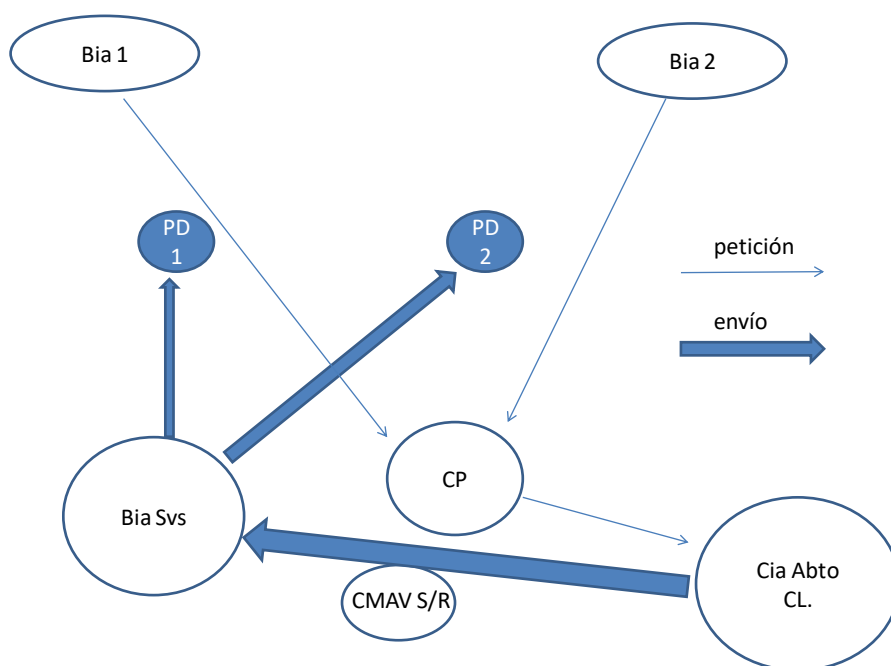 Bia 1
Bia 2
PD
1
PD
2
petición
envío
CP
Bia Svs
Cia Abto
CL.
CMAV S/R